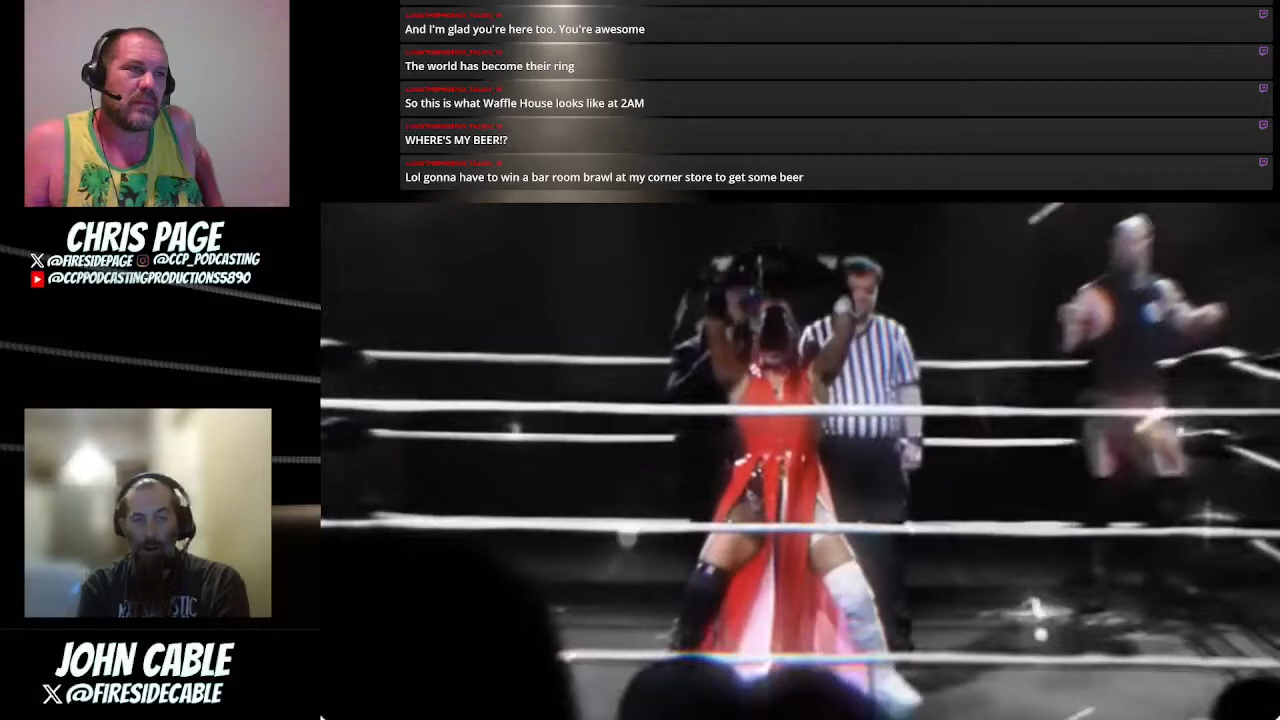 And I'm glad you're here too. You're awesome
The world has become their ring
So this is what Waffle House looks like at 2AM
WHERE'S MY BEER!?
Lol gonna have to win a bar room brawl at my corner store to get some beer
CHRIS PAGE
@FIRESIDEPAGE @CCP_PODCASTING
@CCPPODCASTINGPRODUCTIONS5890
JOHN CABLE
@FIRESIDECABLE